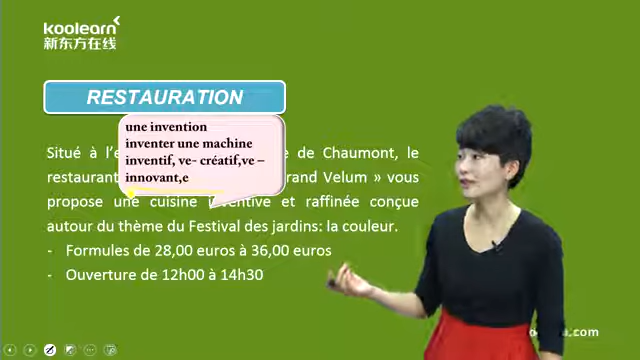 koolearn
新东方在线
RESTAURATION
une invention
inventer une machine
inventif, ve- créatif,ve –
innovant,e
Situé à l’e de Chaumont, le
restaurant rand Velum » vous
propose une cuisine inventive et raffinée conçue
autour du thème du Festival des jardins: la couleur.
- Formules de 28,00 euros à 36,00 euros
- Ouverture de 12h00 à 14h30